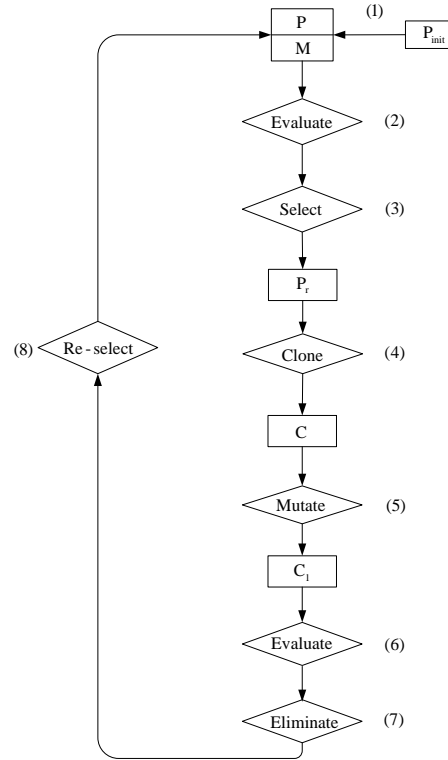 P
M
(1)
P_init
Evaluate
(2)
Select
(3)
P_r
Clone
(4)
C
Mutate
(5)
C_1
Evaluate
(6)
Eliminate
(7)
(8)
Re-select